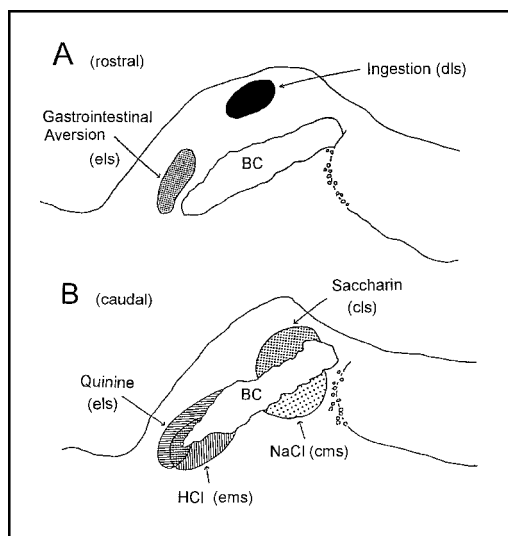 A (rostral)
Ingestion (dls)
Gastrointestinal
Aversion
(els)
BC
B (caudal)
Saccharin
(cls)
Quinine
(els)
BC
NaCl (cms)
HCl (ems)